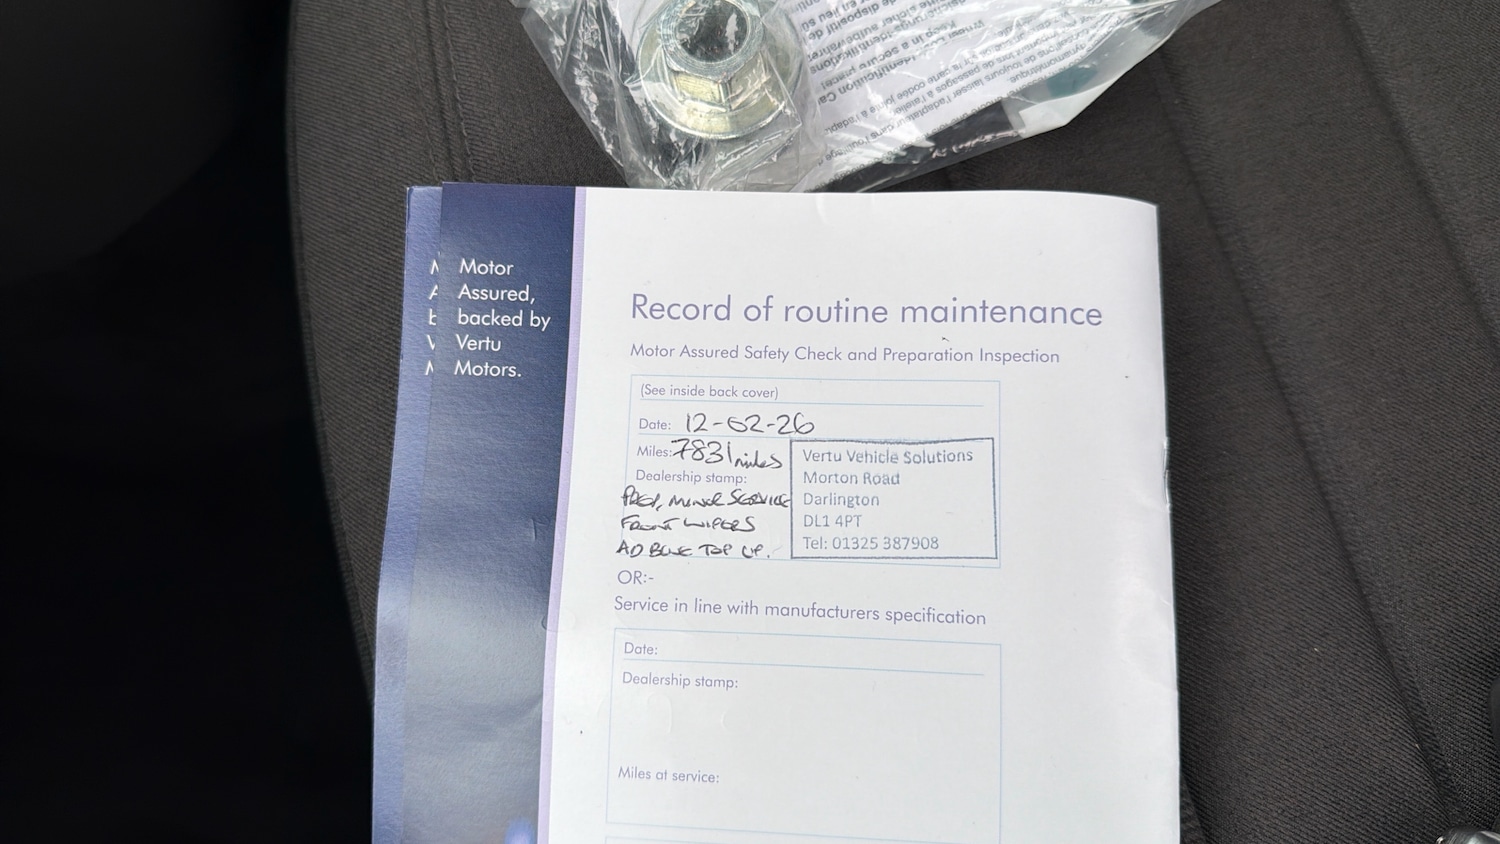 Motor
Assured,
backed by
Vertu
Motors.
Record of routine maintenance
Motor Assured Safety Check and Preparation Inspection
(See inside back cover)
Date: 12-02-26
Miles: 7831 miles
Dealership stamp:
PREP, MINOR SERVICE
FRONT WIPERS
AD BLUE TOP UP.
Vertu Vehicle Solutions
Morton Road
Darlington
DL1 4PT
Tel: 01325 387908
OR:-
Service in line with manufacturers specification
Date:
Dealership stamp:
Miles at service: